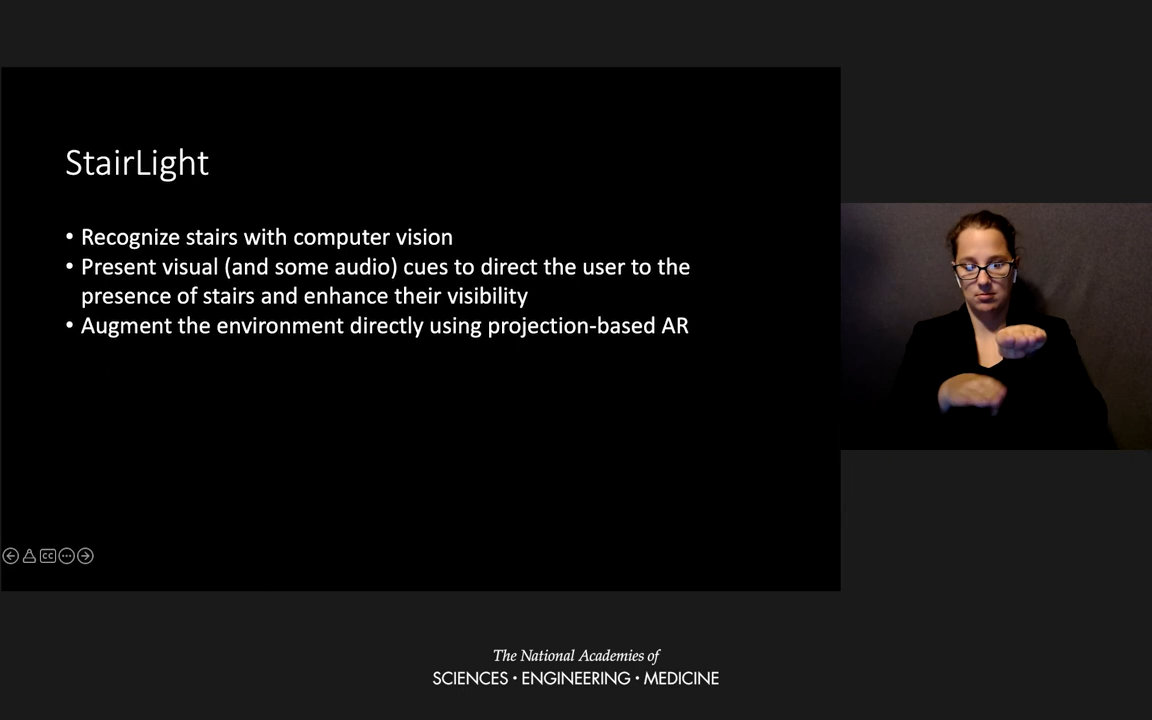 StairLight
• Recognize stairs with computer vision
• Present visual (and some audio) cues to direct the user to the
presence of stairs and enhance their visibility
• Augment the environment directly using projection-based AR
CC
The National Academies of
SCIENCES • ENGINEERING • MEDICINE